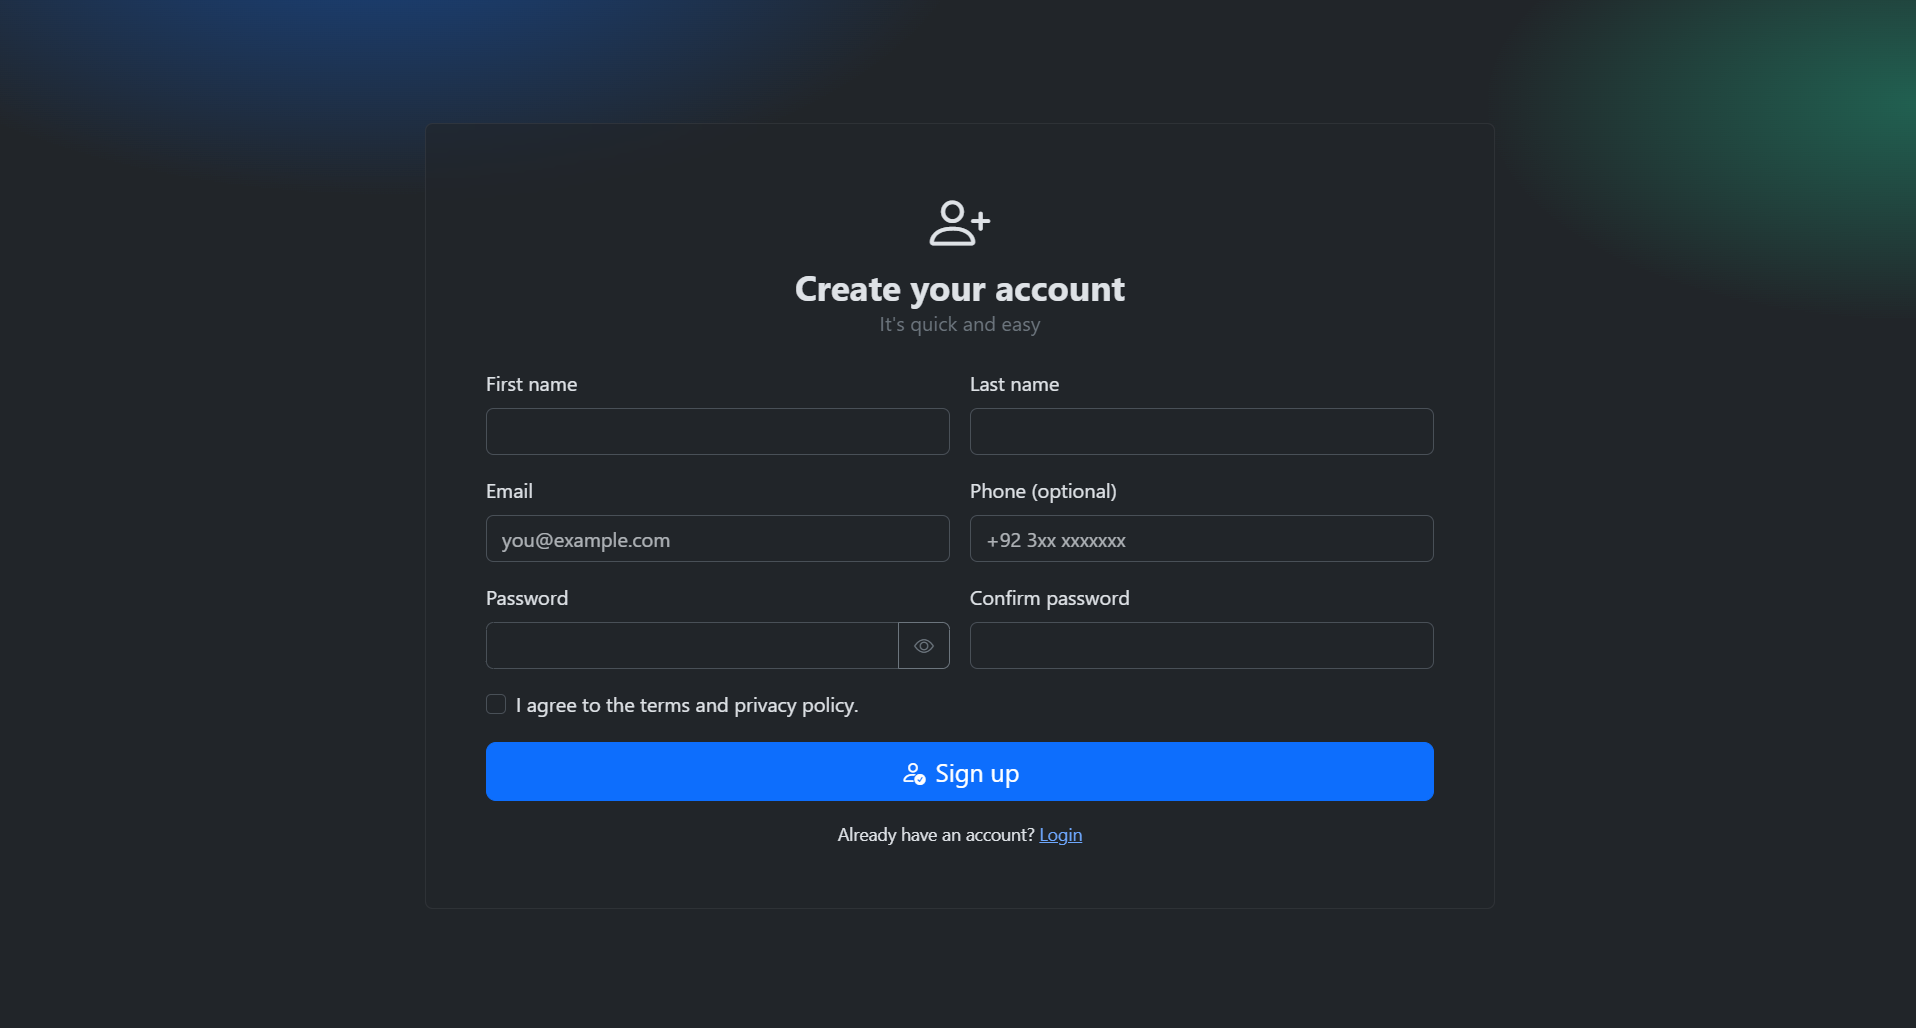 Create your account
It's quick and easy
First name
Last name
Email
Phone (optional)
you@example.com
+92 3xx xxxxxxx
Password
Confirm password
I agree to the terms and privacy policy.
Sign up
Already have an account? Login